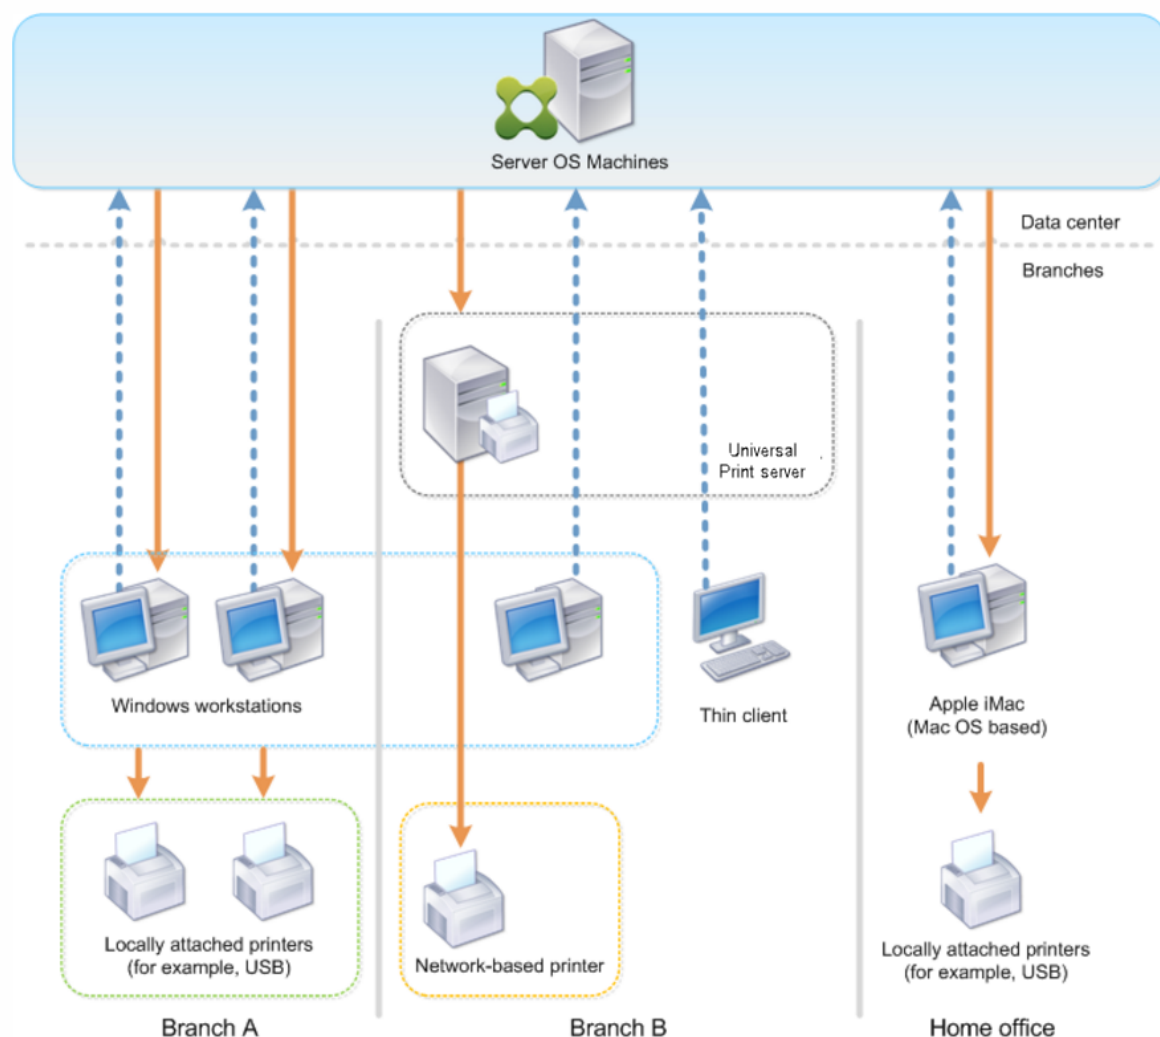 Server OS Machines
Data center
Branches
Universal
Print server
Windows workstations
Thin client
Apple iMac
(Mac OS based)
Locally attached printers
(for example, USB)
Network-based printer
Locally attached printers
(for example, USB)
Branch A
Branch B
Home office